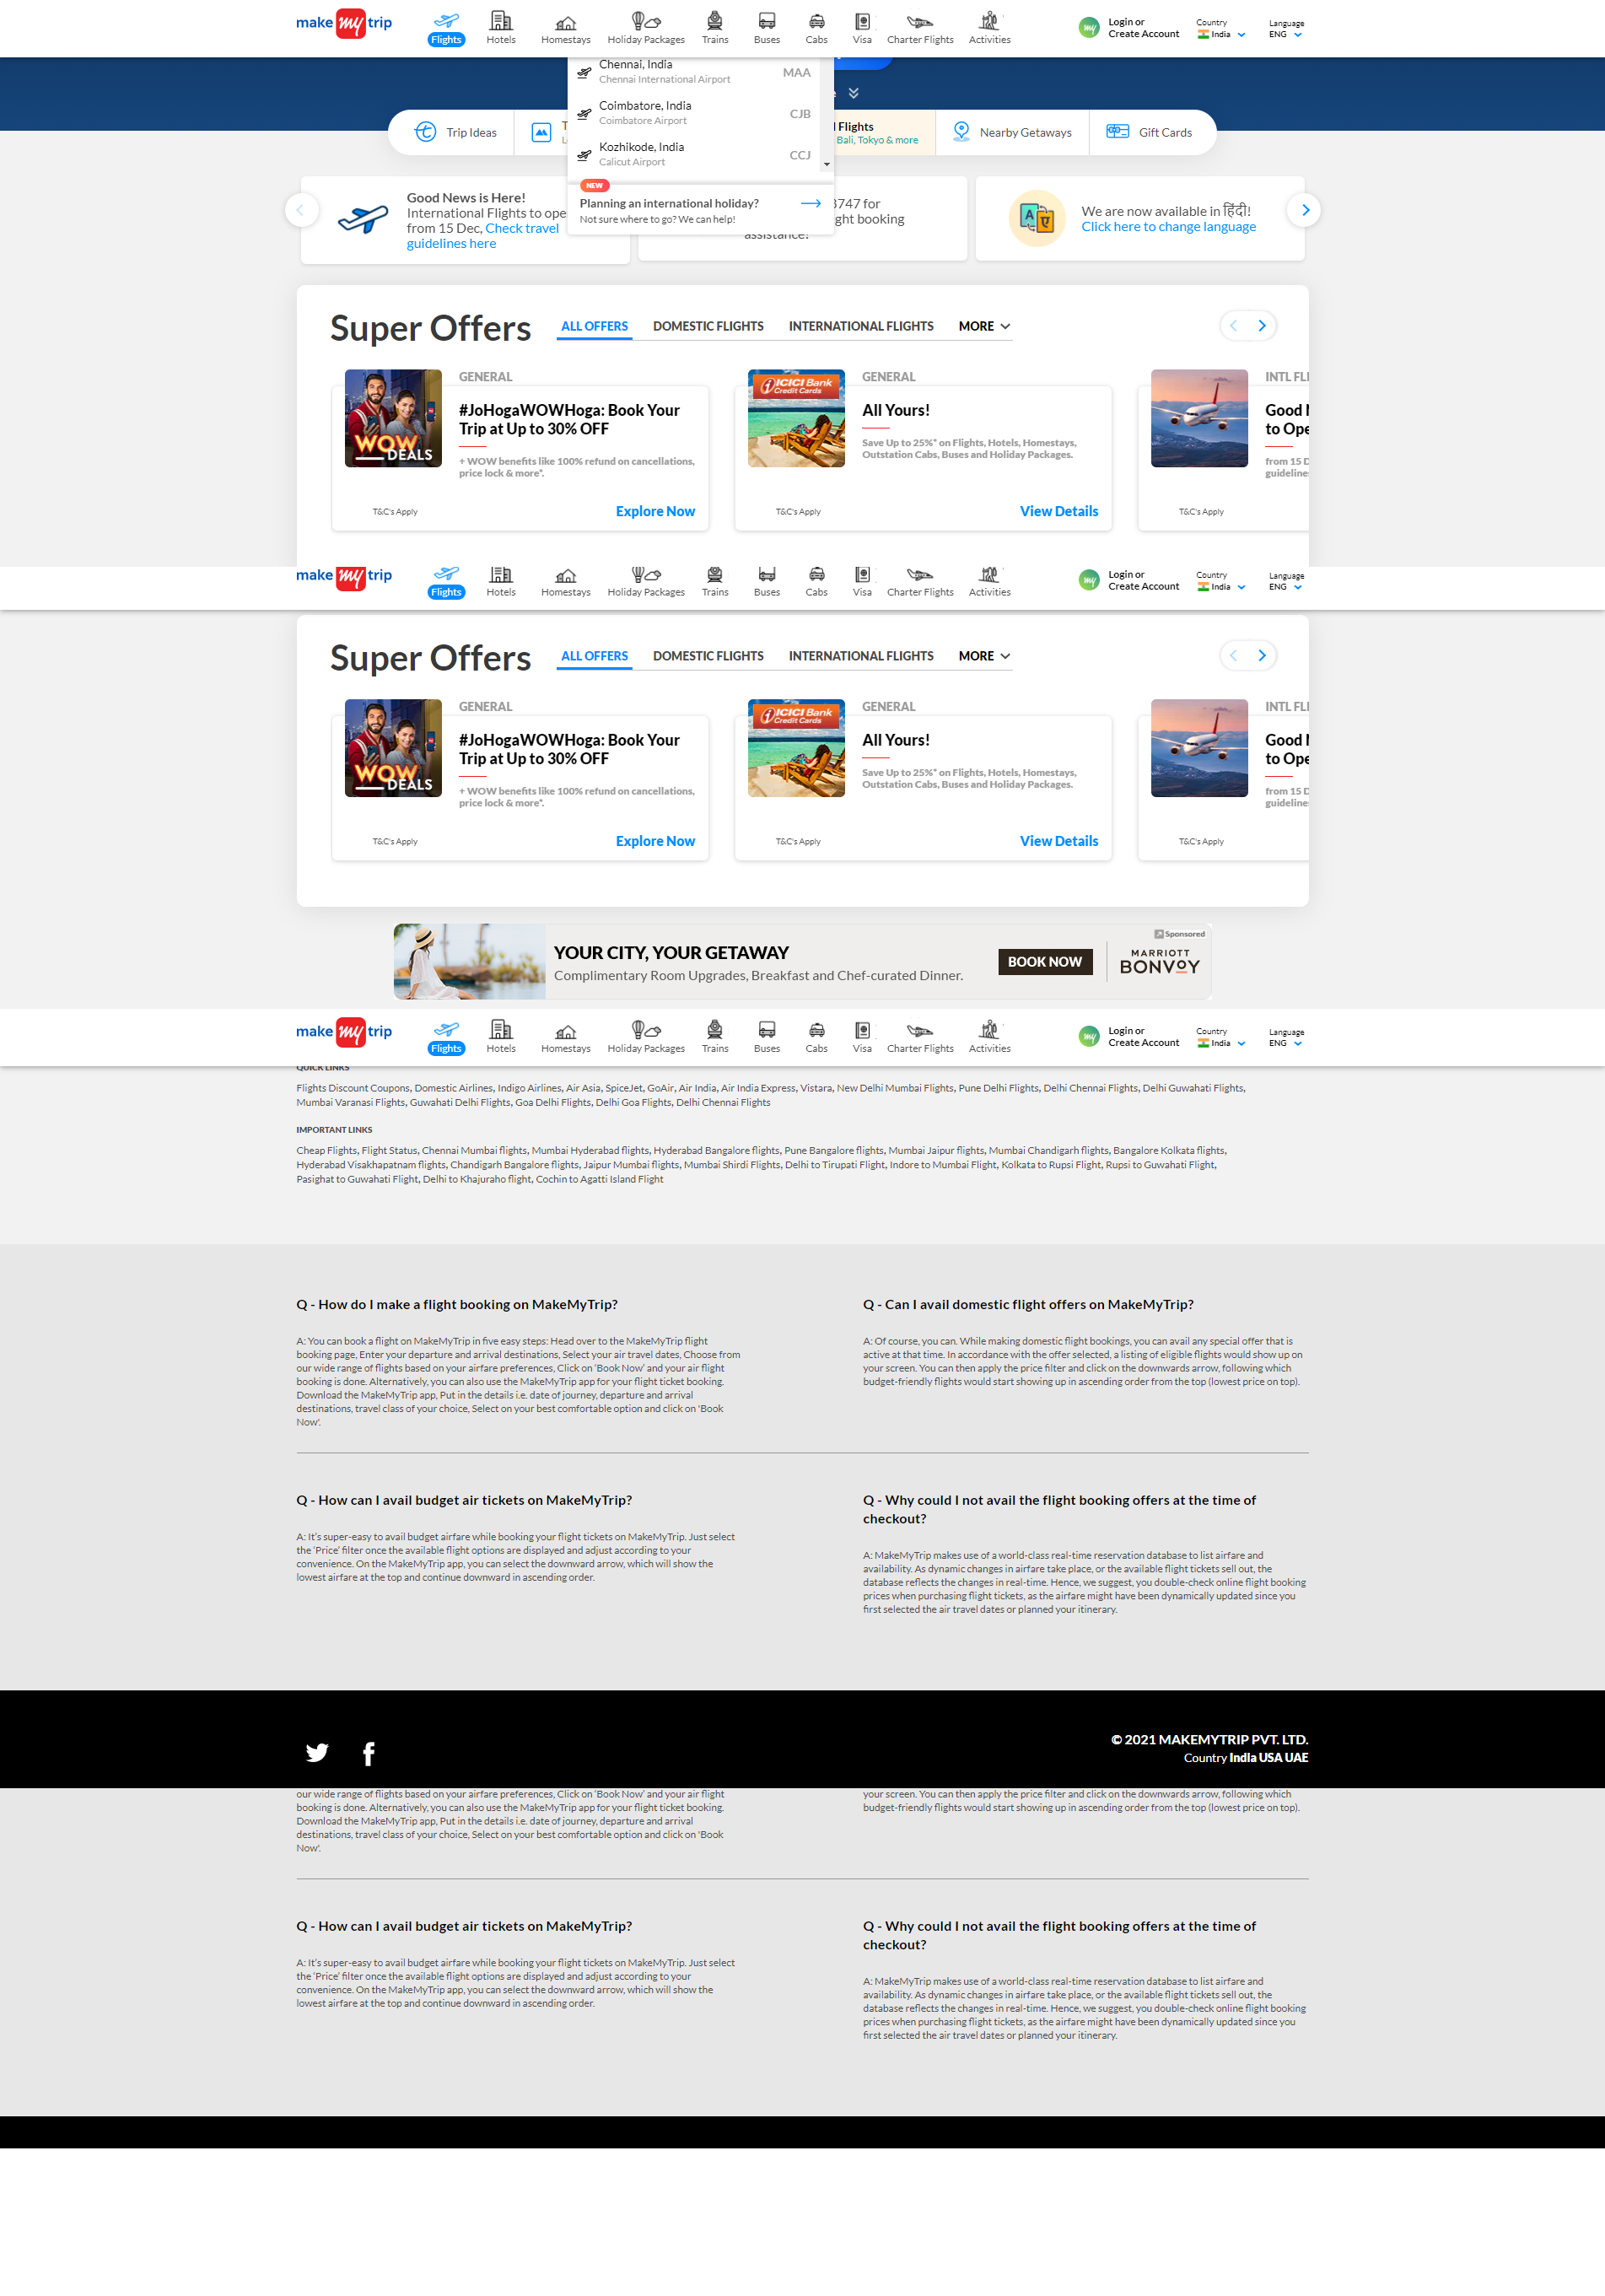 make my trip
Flights
Hotels
Homestays
Holiday Packages
Trains
Buses
Cabs
Visa
Charter Flights
Activities
my
Login or
Create Account
Country
India
Language
ENG
Chennai, India
Chennai International Airport
MAA
Coimbatore, India
Coimbatore Airport
CJB
Kozhikode, India
Calicut Airport
CCJ
NEW
Planning an international holiday?
Not sure where to go? We can help!
Trip Ideas
Flights
Bali, Tokyo & more
Nearby Getaways
Gift Cards
Good News is Here!
International Flights to ope
from 15 Dec, Check travel
guidelines here
3747 for
ght booking
assistance!
We are now available in हिंदी!
Click here to change language
Super Offers
ALL OFFERS
DOMESTIC FLIGHTS
INTERNATIONAL FLIGHTS
MORE
WOW
DEALS
GENERAL
#JoHogaWOWHoga: Book Your
Trip at Up to 30% OFF
+ WOW benefits like 100% refund on cancellations,
price lock & more*.
T&C's Apply
Explore Now
ICICI Bank
Credit Cards
GENERAL
All Yours!
Save Up to 25%* on Flights, Hotels, Homestays,
Outstation Cabs, Buses and Holiday Packages.
T&C's Apply
View Details
INTL FLI
Good
to Ope
from 15 D
guideline
T&C's Apply
make my trip
Flights
Hotels
Homestays
Holiday Packages
Trains
Buses
Cabs
Visa
Charter Flights
Activities
my
Login or
Create Account
Country
India
Language
ENG
Super Offers
ALL OFFERS
DOMESTIC FLIGHTS
INTERNATIONAL FLIGHTS
MORE
WOW
DEALS
GENERAL
#JoHogaWOWHoga: Book Your
Trip at Up to 30% OFF
+ WOW benefits like 100% refund on cancellations,
price lock & more*.
T&C's Apply
Explore Now
ICICI Bank
Credit Cards
GENERAL
All Yours!
Save Up to 25%* on Flights, Hotels, Homestays,
Outstation Cabs, Buses and Holiday Packages.
T&C's Apply
View Details
INTL FLI
Good
to Ope
from 15 D
guideline
T&C's Apply
Sponsored
YOUR CITY, YOUR GETAWAY
Complimentary Room Upgrades, Breakfast and Chef-curated Dinner.
BOOK NOW
MARRIOTT
BONVOY
make my trip
Flights
Hotels
Homestays
Holiday Packages
Trains
Buses
Cabs
Visa
Charter Flights
Activities
my
Login or
Create Account
Country
India
Language
ENG
QUICK LINKS
Flights Discount Coupons, Domestic Airlines, Indigo Airlines, Air Asia, SpiceJet, GoAir, Air India, Air India Express, Vistara, New Delhi Mumbai Flights, Pune Delhi Flights, Delhi Chennai Flights, Delhi Guwahati Flights,
Mumbai Varanasi Flights, Guwahati Delhi Flights, Goa Delhi Flights, Delhi Goa Flights, Delhi Chennai Flights
IMPORTANT LINKS
Cheap Flights, Flight Status, Chennai Mumbai flights, Mumbai Hyderabad flights, Hyderabad Bangalore flights, Pune Bangalore flights, Mumbai Jaipur flights, Mumbai Chandigarh flights, Bangalore Kolkata flights,
Hyderabad Visakhapatnam flights, Chandigarh Bangalore flights, Jaipur Mumbai flights, Mumbai Shirdi Flights, Delhi to Tirupati Flight, Indore to Mumbai Flight, Kolkata to Rupsi Flight, Rupsi to Guwahati Flight,
Pasighat to Guwahati Flight, Delhi to Khajuraho flight, Cochin to Agatti Island Flight
Q - How do I make a flight booking on MakeMyTrip?
A: You can book a flight on MakeMyTrip in five easy steps: Head over to the MakeMyTrip flight
booking page, Enter your departure and arrival destinations, Select your air travel dates, Choose from
our wide range of flights based on your airfare preferences, Click on ‘Book Now’ and your air flight
booking is done. Alternatively, you can also use the MakeMyTrip app for your flight ticket booking.
Download the MakeMyTrip app, Put in the details i.e. date of journey, departure and arrival
destinations, travel class of your choice, Select on your best comfortable option and click on 'Book
Now'.
Q - Can I avail domestic flight offers on MakeMyTrip?
A: Of course, you can. While making domestic flight bookings, you can avail any special offer that is
active at that time. In accordance with the offer selected, a listing of eligible flights would show up on
your screen. You can then apply the price filter and click on the downwards arrow, following which
budget-friendly flights would start showing up in ascending order from the top (lowest price on top).
Q - How can I avail budget air tickets on MakeMyTrip?
A: It’s super-easy to avail budget airfare while booking your flight tickets on MakeMyTrip. Just select
the ‘Price’ filter once the available flight options are displayed and adjust according to your
convenience. On the MakeMyTrip app, you can select the downward arrow, which will show the
lowest airfare at the top and continue downward in ascending order.
Q - Why could I not avail the flight booking offers at the time of
checkout?
A: MakeMyTrip makes use of a world-class real-time reservation database to list airfare and
availability. As dynamic changes in airfare take place, or the available flight tickets sell out, the
database reflects the changes in real-time. Hence, we suggest, you double-check online flight booking
prices when purchasing flight tickets, as the airfare might have been dynamically updated since you
first selected the air travel dates or planned your itinerary.
© 2021 MAKEMYTRIP PVT. LTD.
Country India USA UAE
our wide range of flights based on your airfare preferences, Click on ‘Book Now’ and your air flight
booking is done. Alternatively, you can also use the MakeMyTrip app for your flight ticket booking.
Download the MakeMyTrip app, Put in the details i.e. date of journey, departure and arrival
destinations, travel class of your choice, Select on your best comfortable option and click on 'Book
Now'.
your screen. You can then apply the price filter and click on the downwards arrow, following which
budget-friendly flights would start showing up in ascending order from the top (lowest price on top).
Q - How can I avail budget air tickets on MakeMyTrip?
A: It’s super-easy to avail budget airfare while booking your flight tickets on MakeMyTrip. Just select
the ‘Price’ filter once the available flight options are displayed and adjust according to your
convenience. On the MakeMyTrip app, you can select the downward arrow, which will show the
lowest airfare at the top and continue downward in ascending order.
Q - Why could I not avail the flight booking offers at the time of
checkout?
A: MakeMyTrip makes use of a world-class real-time reservation database to list airfare and
availability. As dynamic changes in airfare take place, or the available flight tickets sell out, the
database reflects the changes in real-time. Hence, we suggest, you double-check online flight booking
prices when purchasing flight tickets, as the airfare might have been dynamically updated since you
first selected the air travel dates or planned your itinerary.